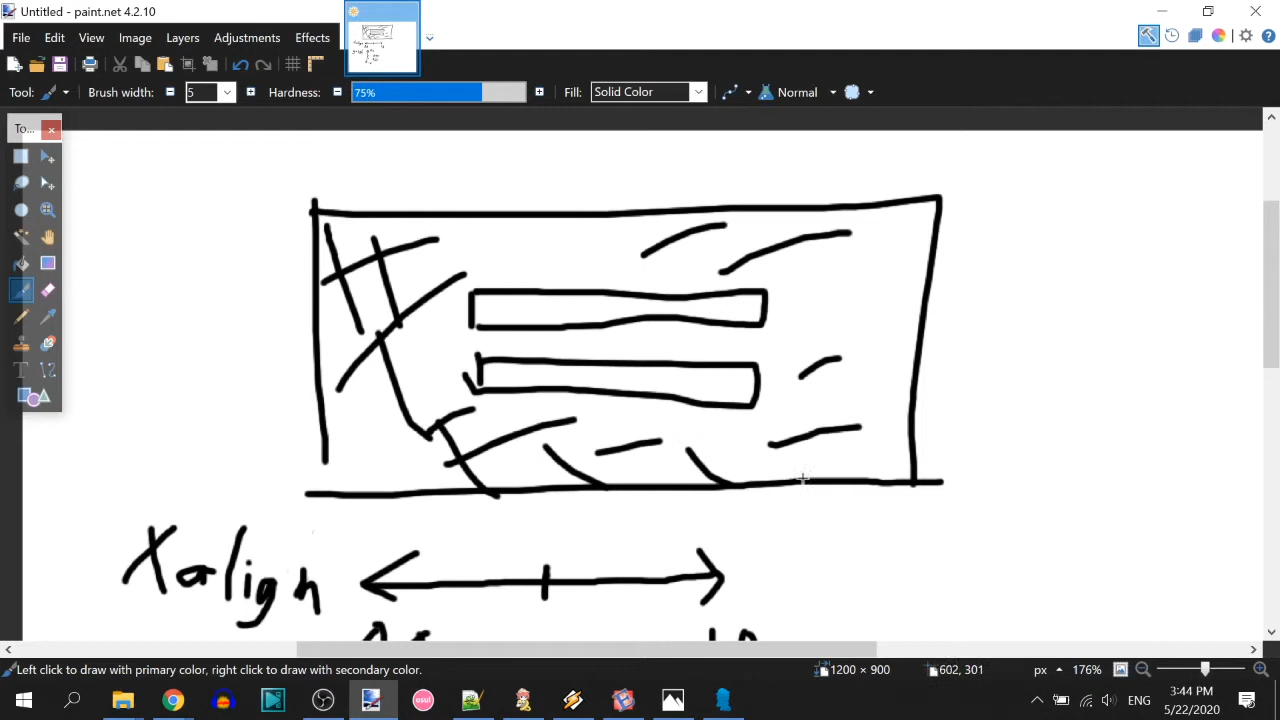 Untitled - paint.net 4.2.10
File Edit View Image Layers Adjustments Effects
Tool: Brush width: 5 Hardness: 75% Fill: Solid Color Normal
To...
Xalign
Left click to draw with primary color, right click to draw with secondary color. 1200 × 900 602, 301 px 176%
osu!
ENG
3:44 PM
5/22/2020